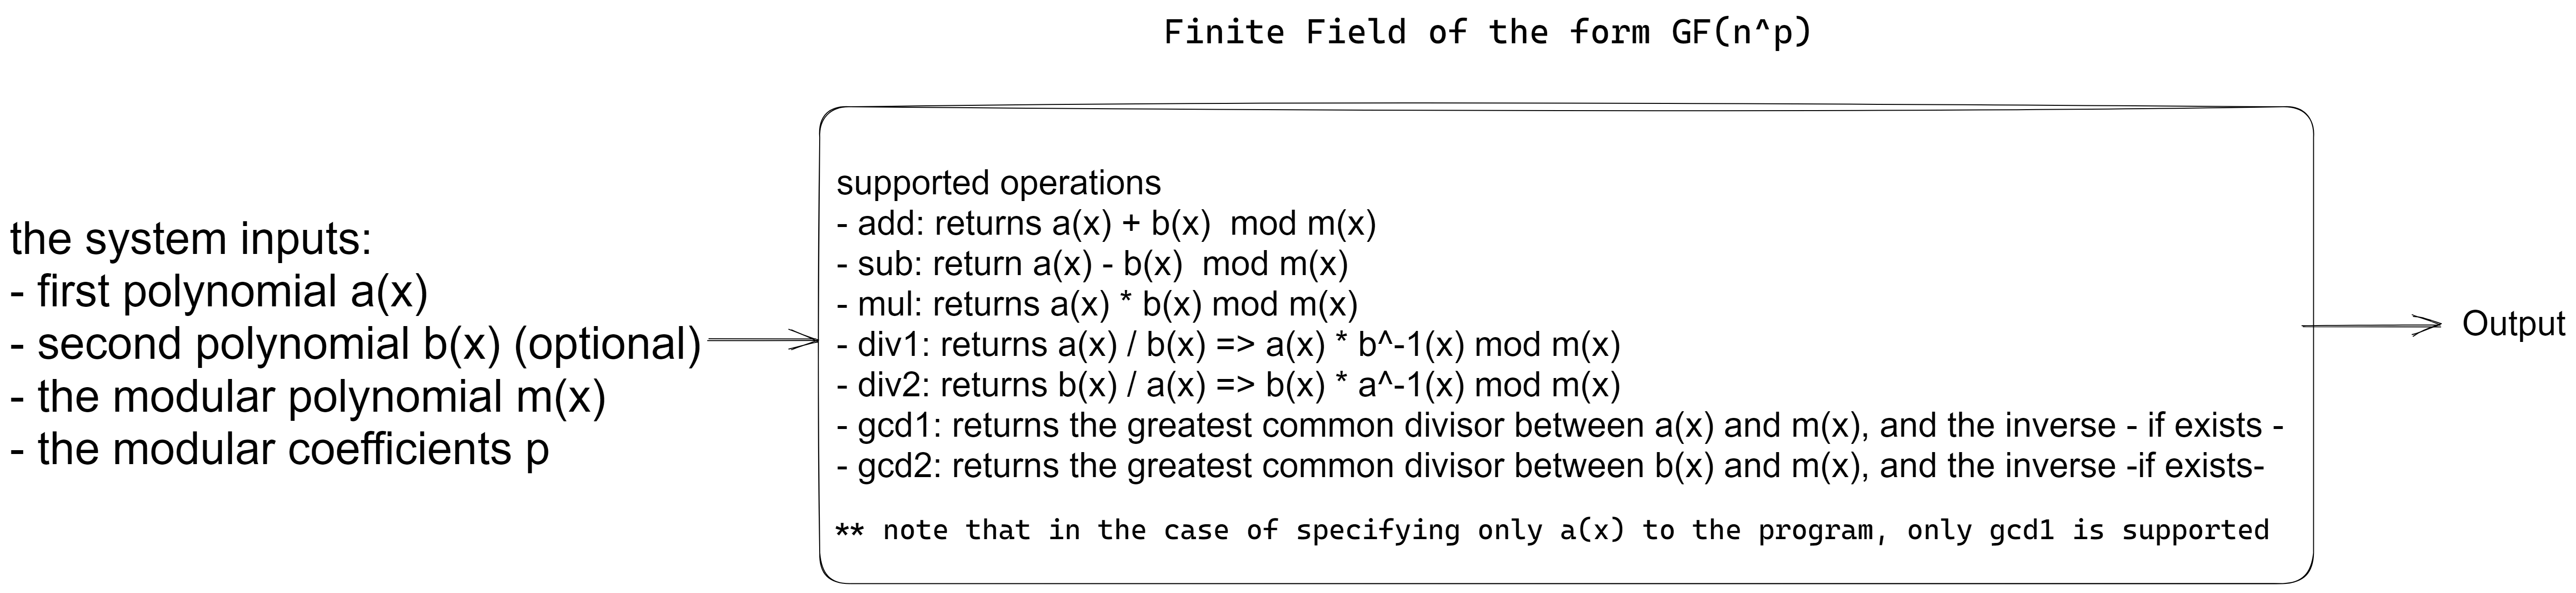 Finite Field of the form GF(n^p)
the system inputs:
- first polynomial a(x)
- second polynomial b(x) (optional)
- the modular polynomial m(x)
- the modular coefficients p
supported operations
- add: returns a(x) + b(x)  mod m(x)
- sub: return a(x) - b(x)  mod m(x)
- mul: returns a(x) * b(x) mod m(x)
- div1: returns a(x) / b(x) => a(x) * b^-1(x) mod m(x)
- div2: returns b(x) / a(x) => b(x) * a^-1(x) mod m(x)
- gcd1: returns the greatest common divisor between a(x) and m(x), and the inverse - if exists -
- gcd2: returns the greatest common divisor between b(x) and m(x), and the inverse -if exists-
** note that in the case of specifying only a(x) to the program, only gcd1 is supported
Output